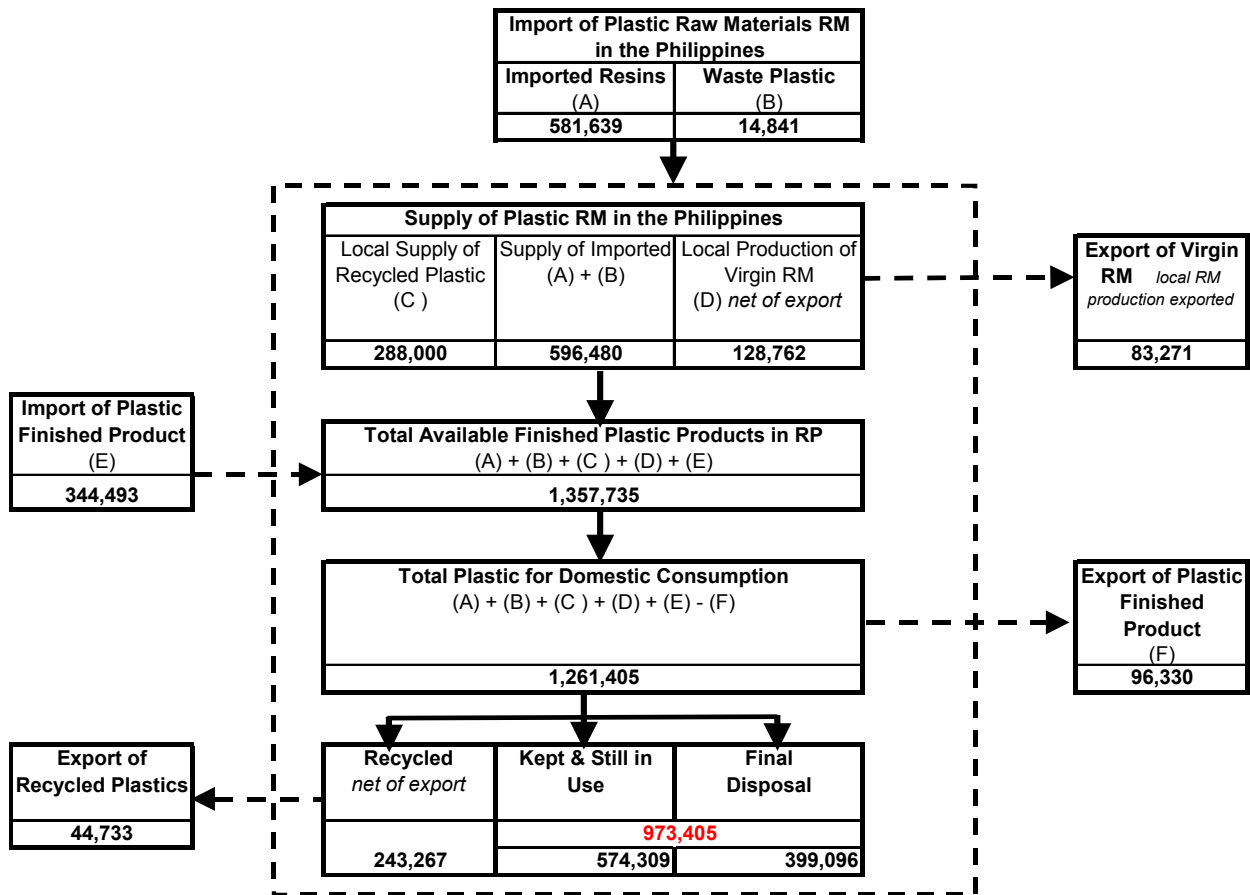 Import of Plastic Raw Materials RM
in the Philippines
Imported Resins
(A)
Waste Plastic
(B)
581,639
14,841
Supply of Plastic RM in the Philippines
Local Supply of
Recycled Plastic
(C )
Supply of Imported
(A) + (B)
Local Production of
Virgin RM
(D) net of export
288,000
596,480
128,762
Export of Virgin
RM local RM
production exported
83,271
Import of Plastic
Finished Product
(E)
344,493
Total Available Finished Plastic Products in RP
(A) + (B) + (C ) + (D) + (E)
1,357,735
Total Plastic for Domestic Consumption
(A) + (B) + (C ) + (D) + (E) - (F)
1,261,405
Export of Plastic
Finished
Product
(F)
96,330
Export of
Recycled Plastics
44,733
Recycled
net of export
243,267
Kept & Still in
Use
Final
Disposal
973,405
574,309
399,096